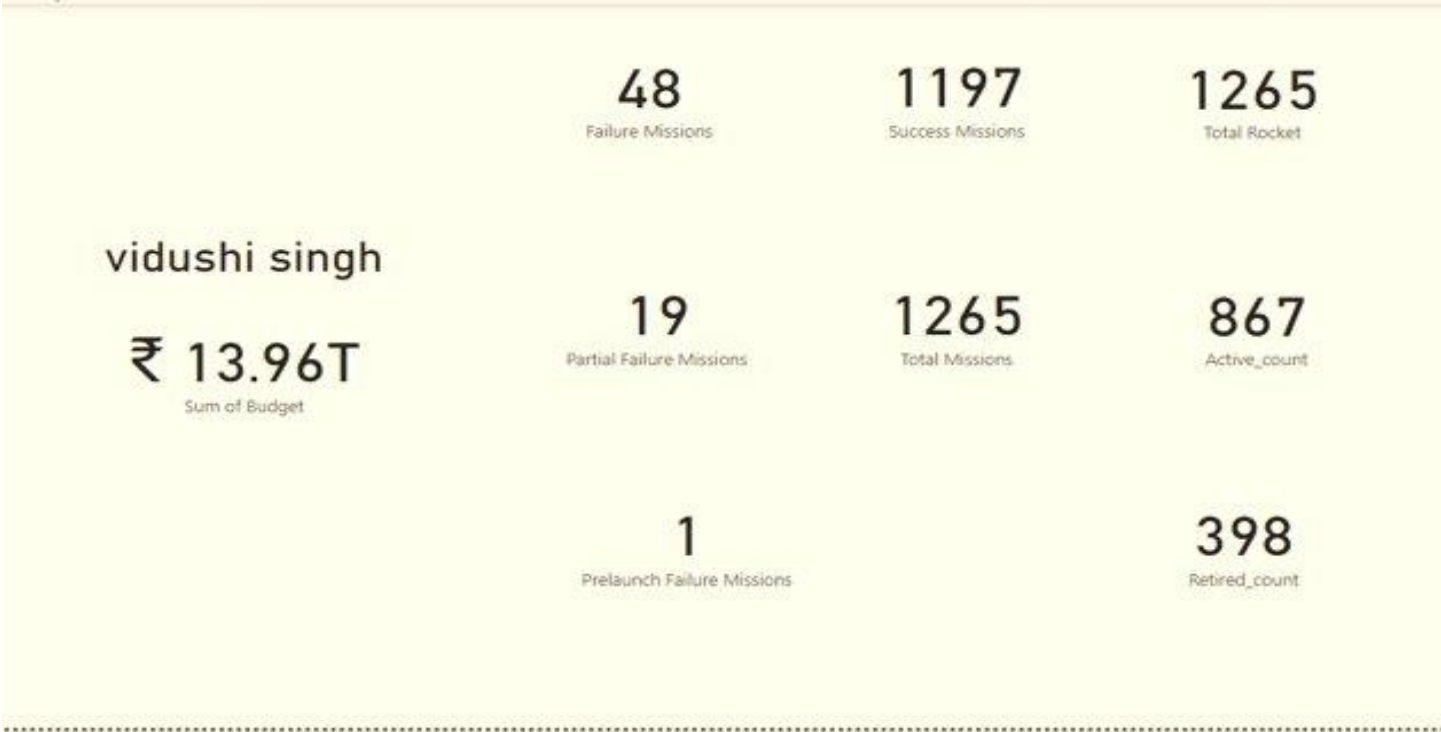 48
Failure Missions
1197
Success Missions
1265
Total Rocket
vidushi singh
₹ 13.96T
Sum of Budget
19
Partial Failure Missions
1265
Total Missions
867
Active_count
1
Prelaunch Failure Missions
398
Retired_count